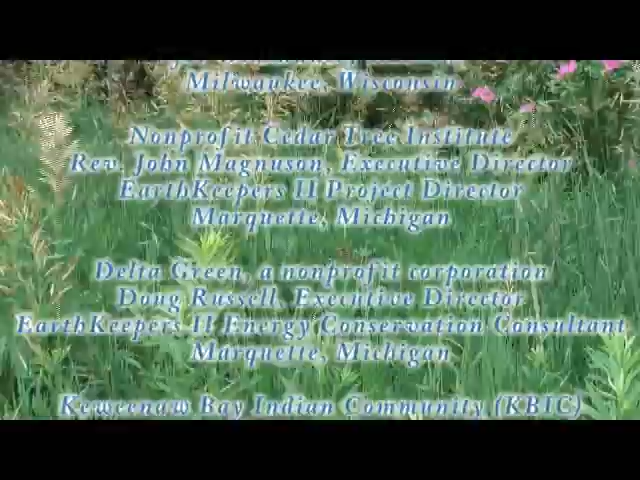 Milwaukee, Wisconsin
Nonprofit Cedar Tree Institute
Rev. John Magnuson, Executive Director
EarthKeepers II Project Director
Marquette, Michigan
Delta Green, a nonprofit corporation
Doug Russell, Executive Director
EarthKeepers II Energy Conservation Consultant
Marquette, Michigan
Keweenaw Bay Indian Community (KBIC)